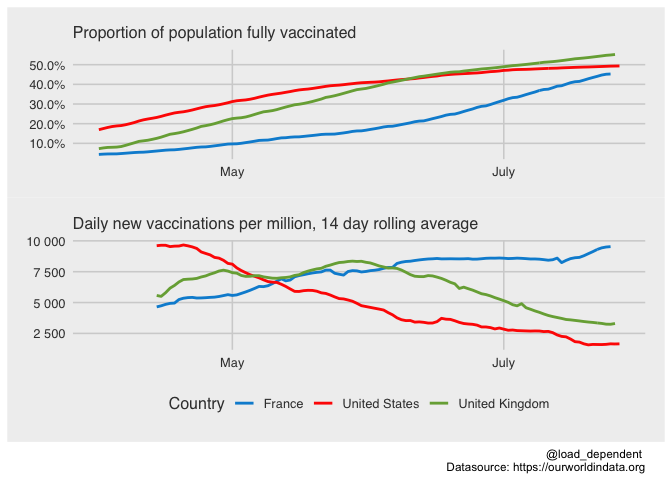 Proportion of population fully vaccinated
50.0%
40.0%
30.0%
20.0%
10.0%
May July
Daily new vaccinations per million, 14 day rolling average
10 000
7 500
5 000
2 500
May July
Country France United States United Kingdom
@load_dependent
Datasource: https://ourworldindata.org